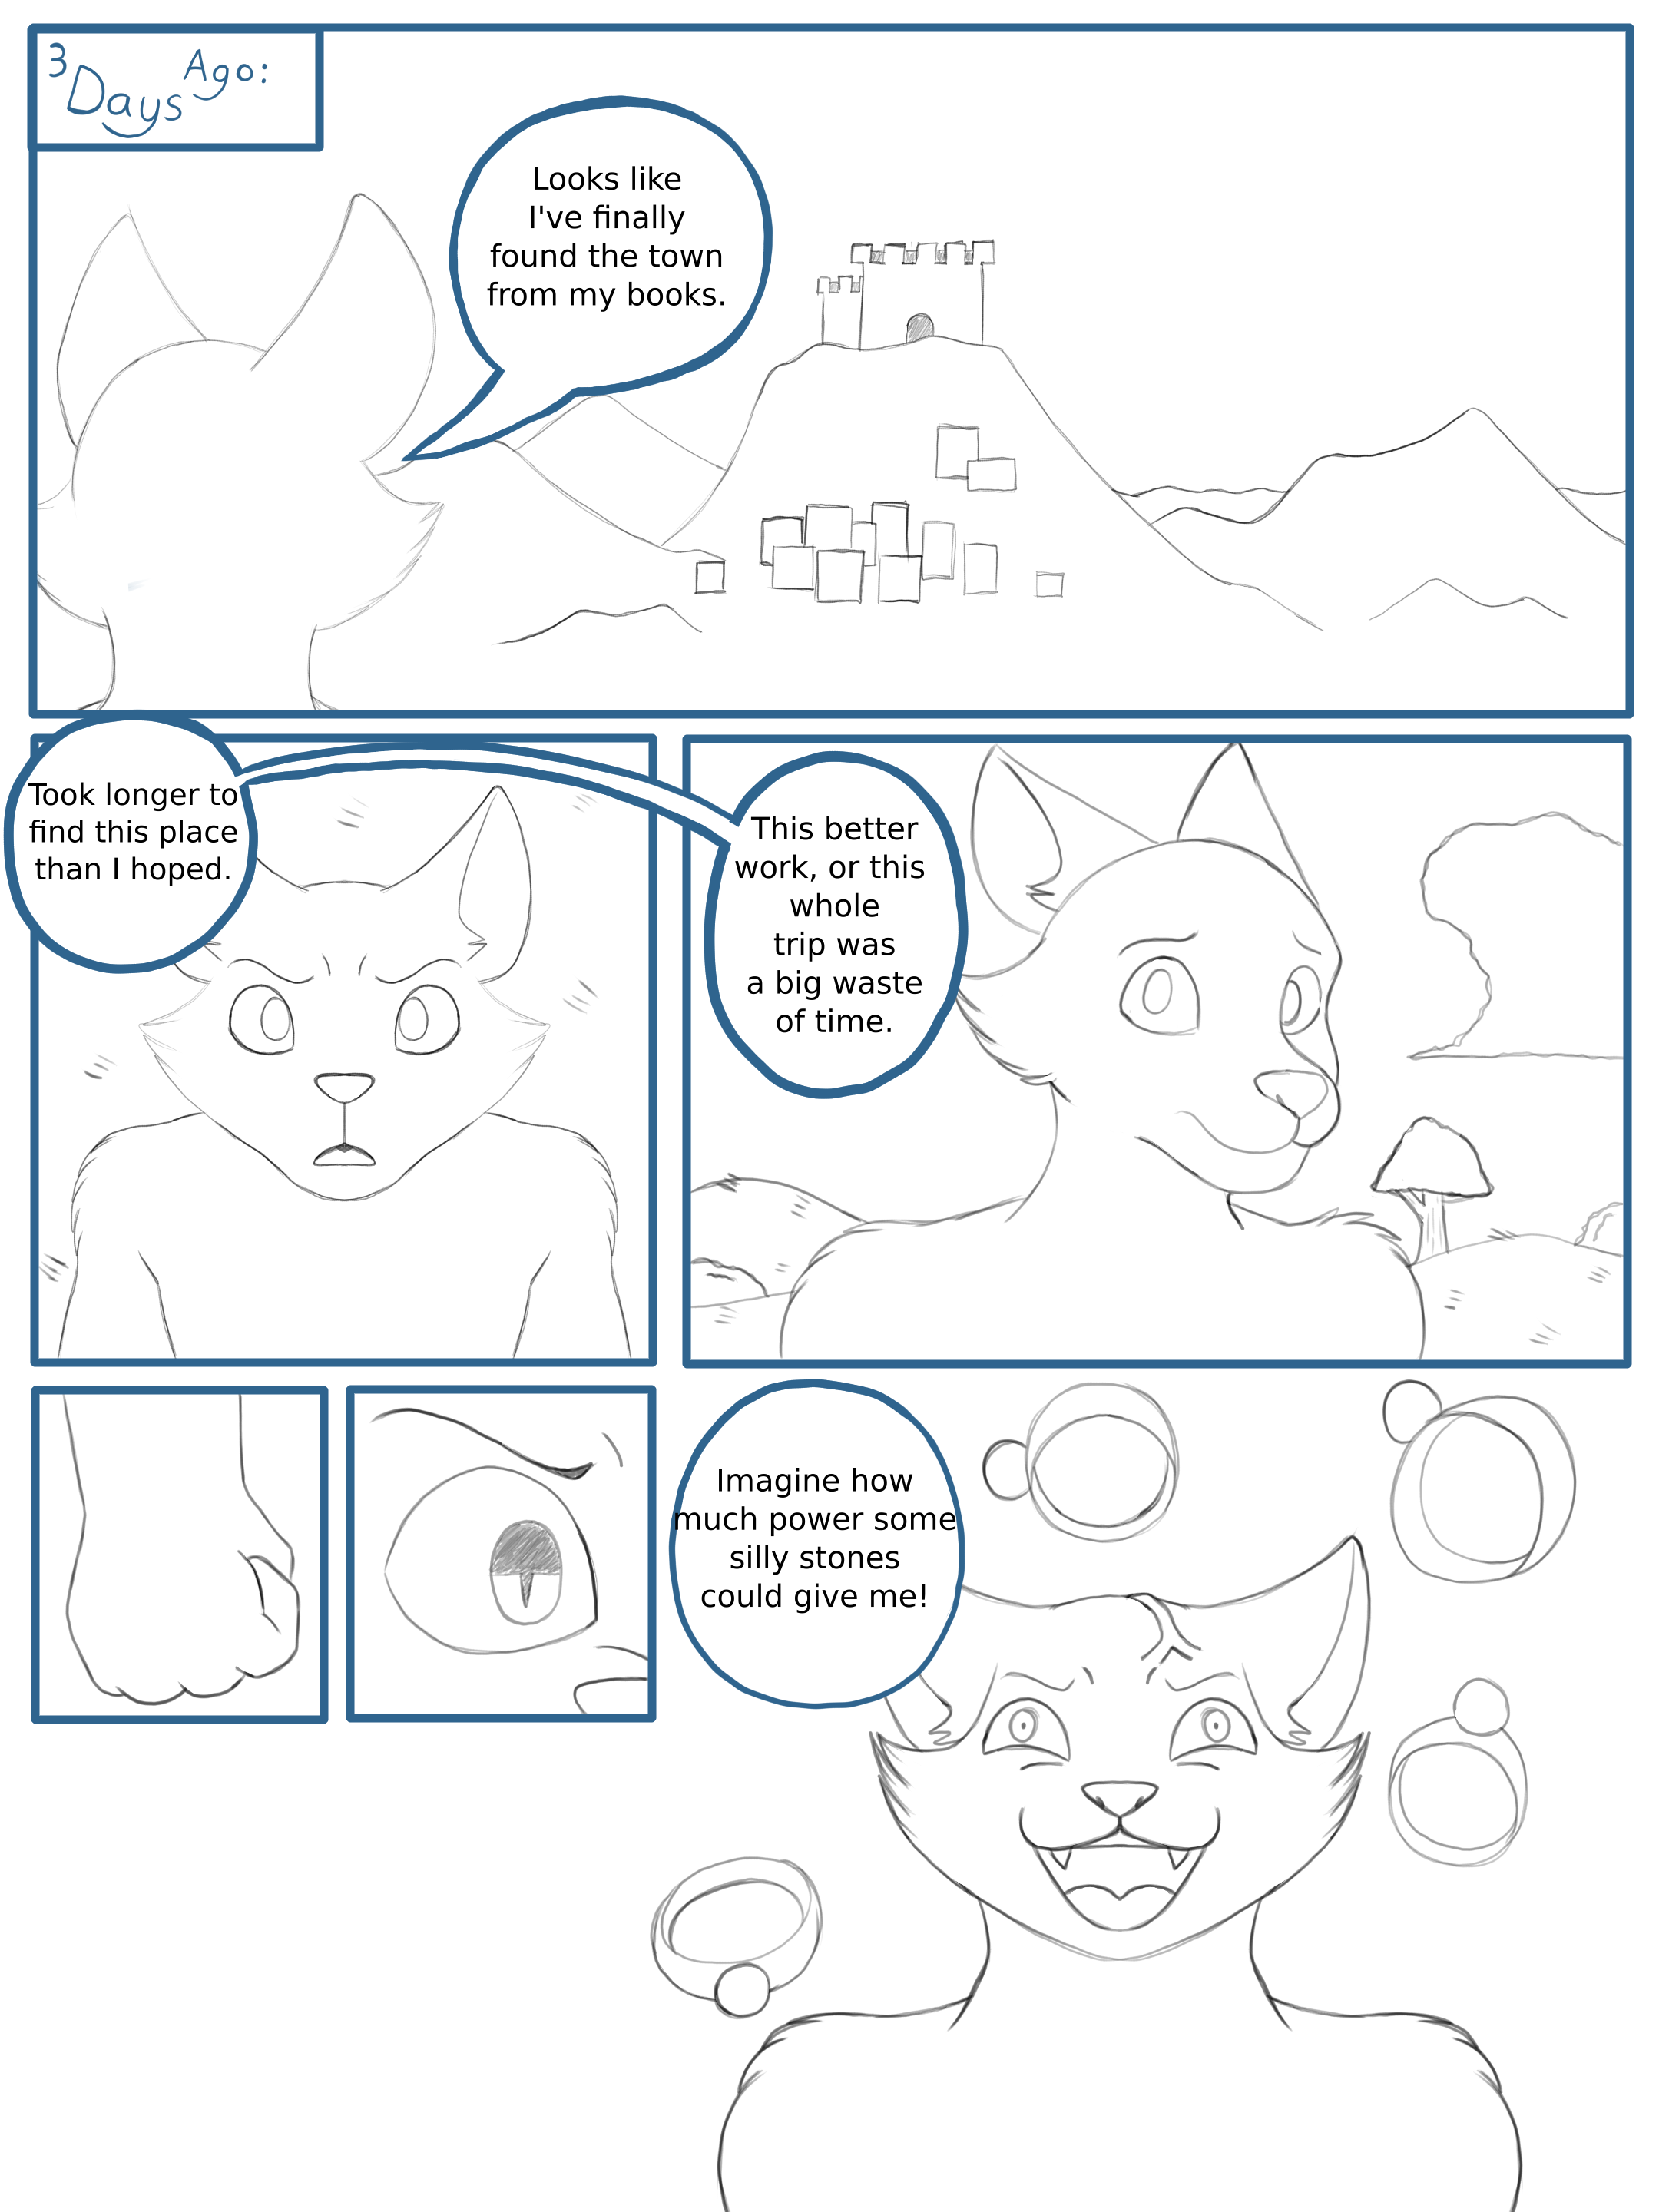 3 Days Ago:
Looks like
I've finally
found the town
from my books.
Took longer to
find this place
than I hoped.
This better
work, or this
whole
trip was
a big waste
of time.
Imagine how
much power some
silly stones
could give me!